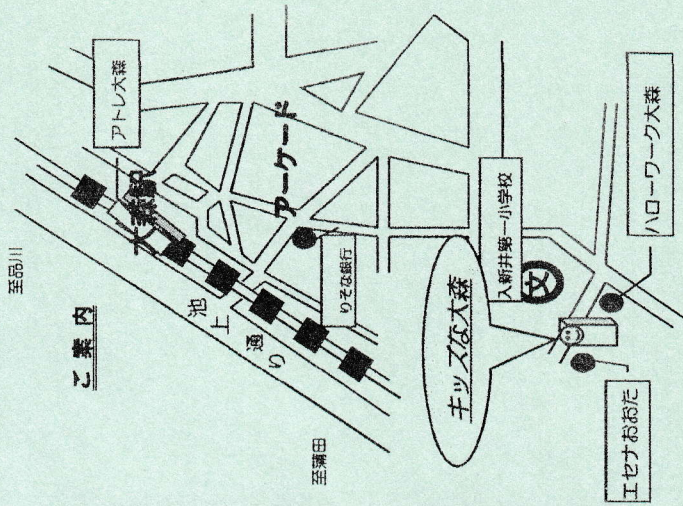 ご案内
至品川
アトレ大森
大森駅
池上通り
アーケード
りそな銀行
至蒲田
キッズな大森
入新井第一小学校
文
ハローワーク大森
エセナおおた